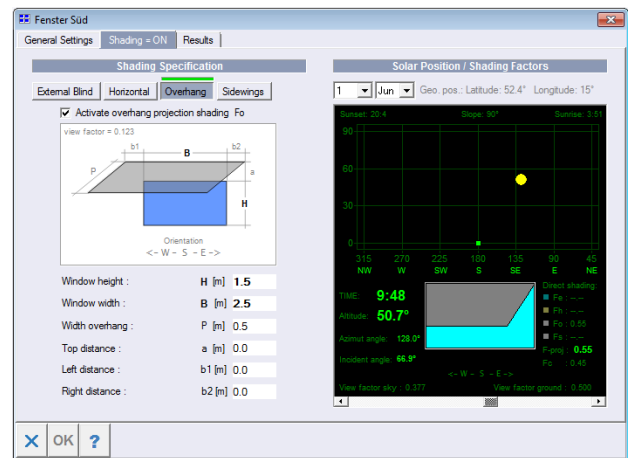 Fenster Süd
General Settings Shading = ON Results
Shading Specification
External Blind Horizontal Overhang Sidewings
Activate overhang projection shading Fo
view factor = 0.123
b1 B b2
P a
H
Orientation
<- W - S - E ->
Window height : H [m] 1.5
Window width : B [m] 2.5
Width overhang : P [m] 0.5
Top distance : a [m] 0.0
Left distance : b1 [m] 0.0
Right distance : b2 [m] 0.0
Solar Position / Shading Factors
1 Jun Geo. pos.: Latitude: 52.4° Longitude: 15°
Sunset: 20:4 Slope: 90° Sunrise: 3:51
90
60
30
0
315 270 225 180 135 90 45
NW W SW S SE E NE
TIME: 9:48
Altitude: 50.7°
Azimut angle: 128.0°
Incident angle: 66.9°
Direct shading:
Fe : --.--
Fh : --.--
Fo : 0.55
Fs : --.--
F-proj : 0.55
Fo : 0.45
<- W - S - E ->
View factor sky : 0.377 View factor ground : 0.500
OK ?